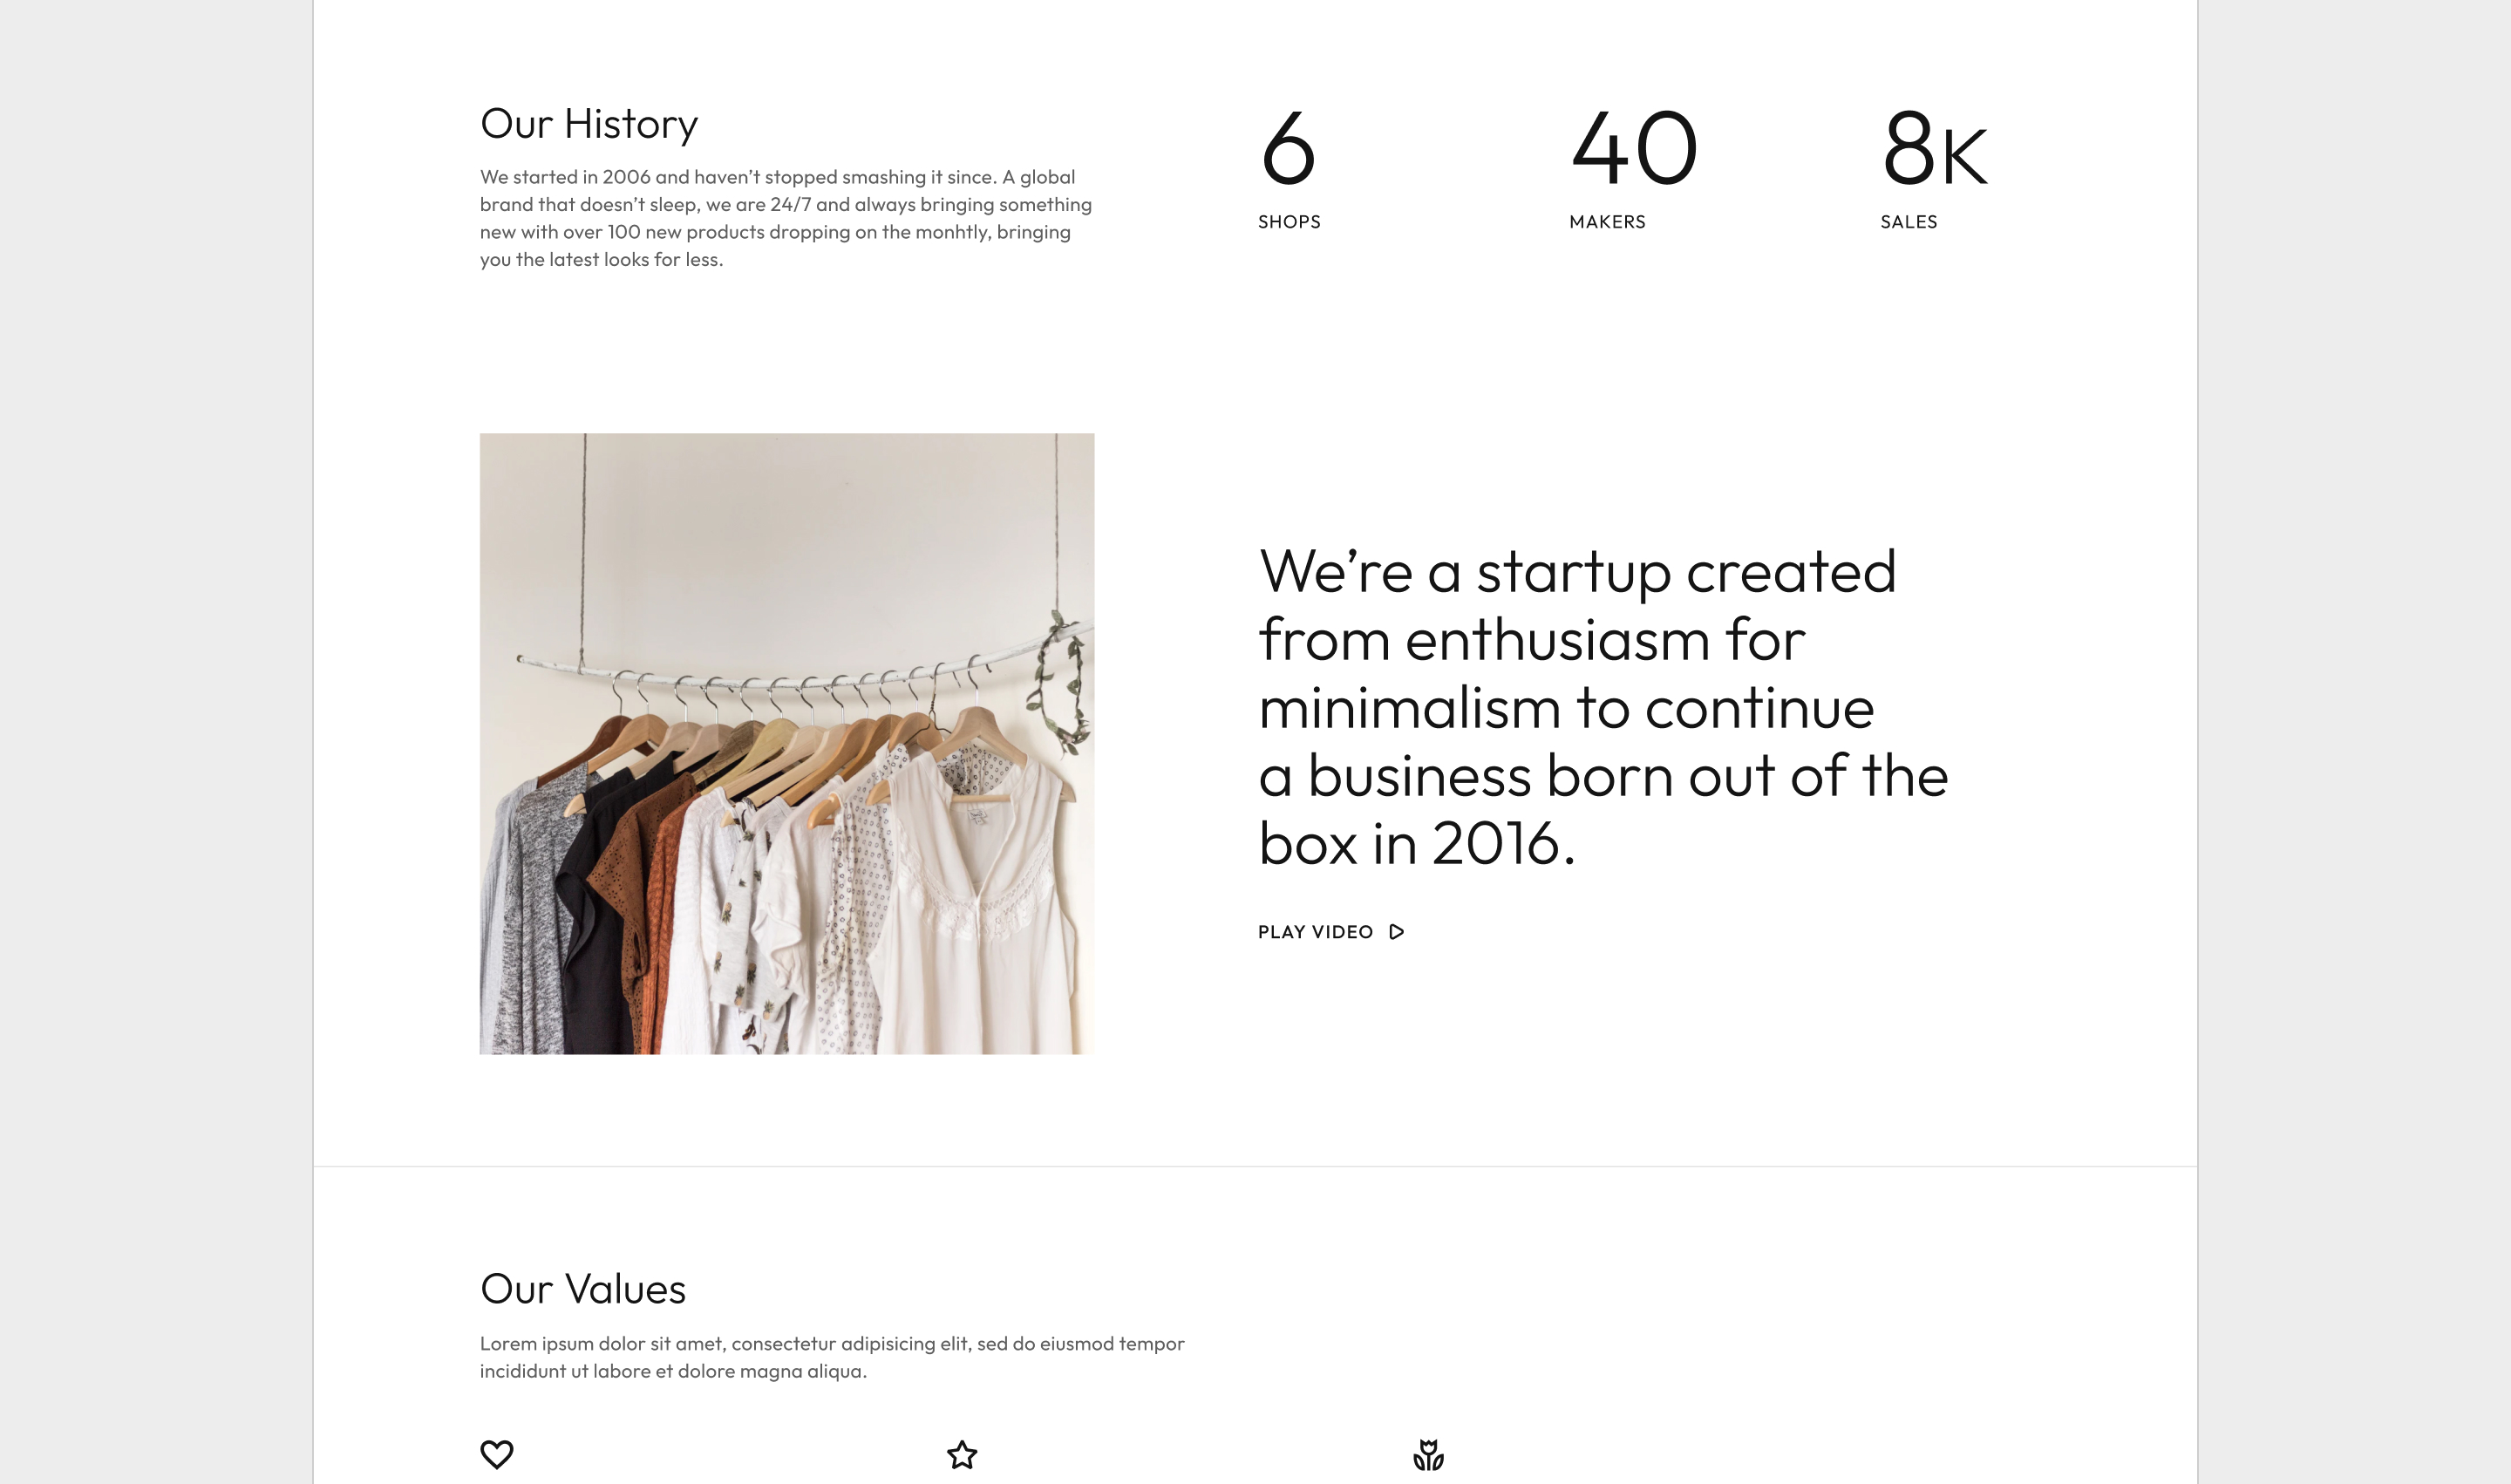 Our History
We started in 2006 and haven’t stopped smashing it since. A global
brand that doesn’t sleep, we are 24/7 and always bringing something
new with over 100 new products dropping on the monhtly, bringing
you the latest looks for less.
6
SHOPS
40
MAKERS
8K
SALES
We’re a startup created
from enthusiasm for
minimalism to continue
a business born out of the
box in 2016.
PLAY VIDEO
Our Values
Lorem ipsum dolor sit amet, consectetur adipisicing elit, sed do eiusmod tempor
incididunt ut labore et dolore magna aliqua.